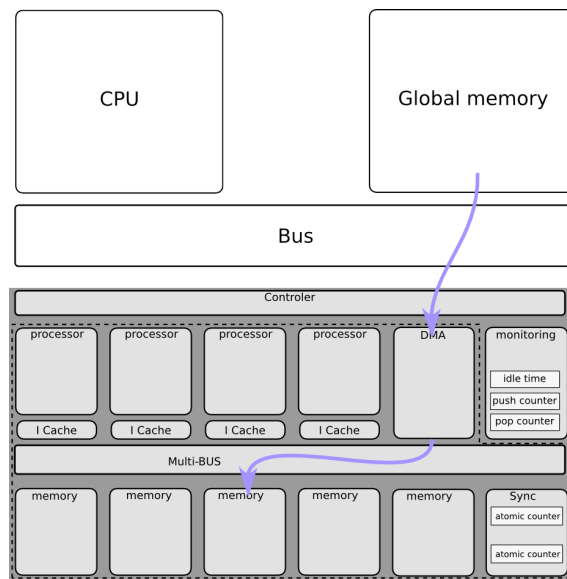 CPU
Global memory
Bus
Controler
processor
processor
processor
processor
DMA
monitoring
idle time
push counter
pop counter
I Cache
I Cache
I Cache
I Cache
Multi-BUS
memory
memory
memory
memory
memory
Sync
atomic counter
atomic counter